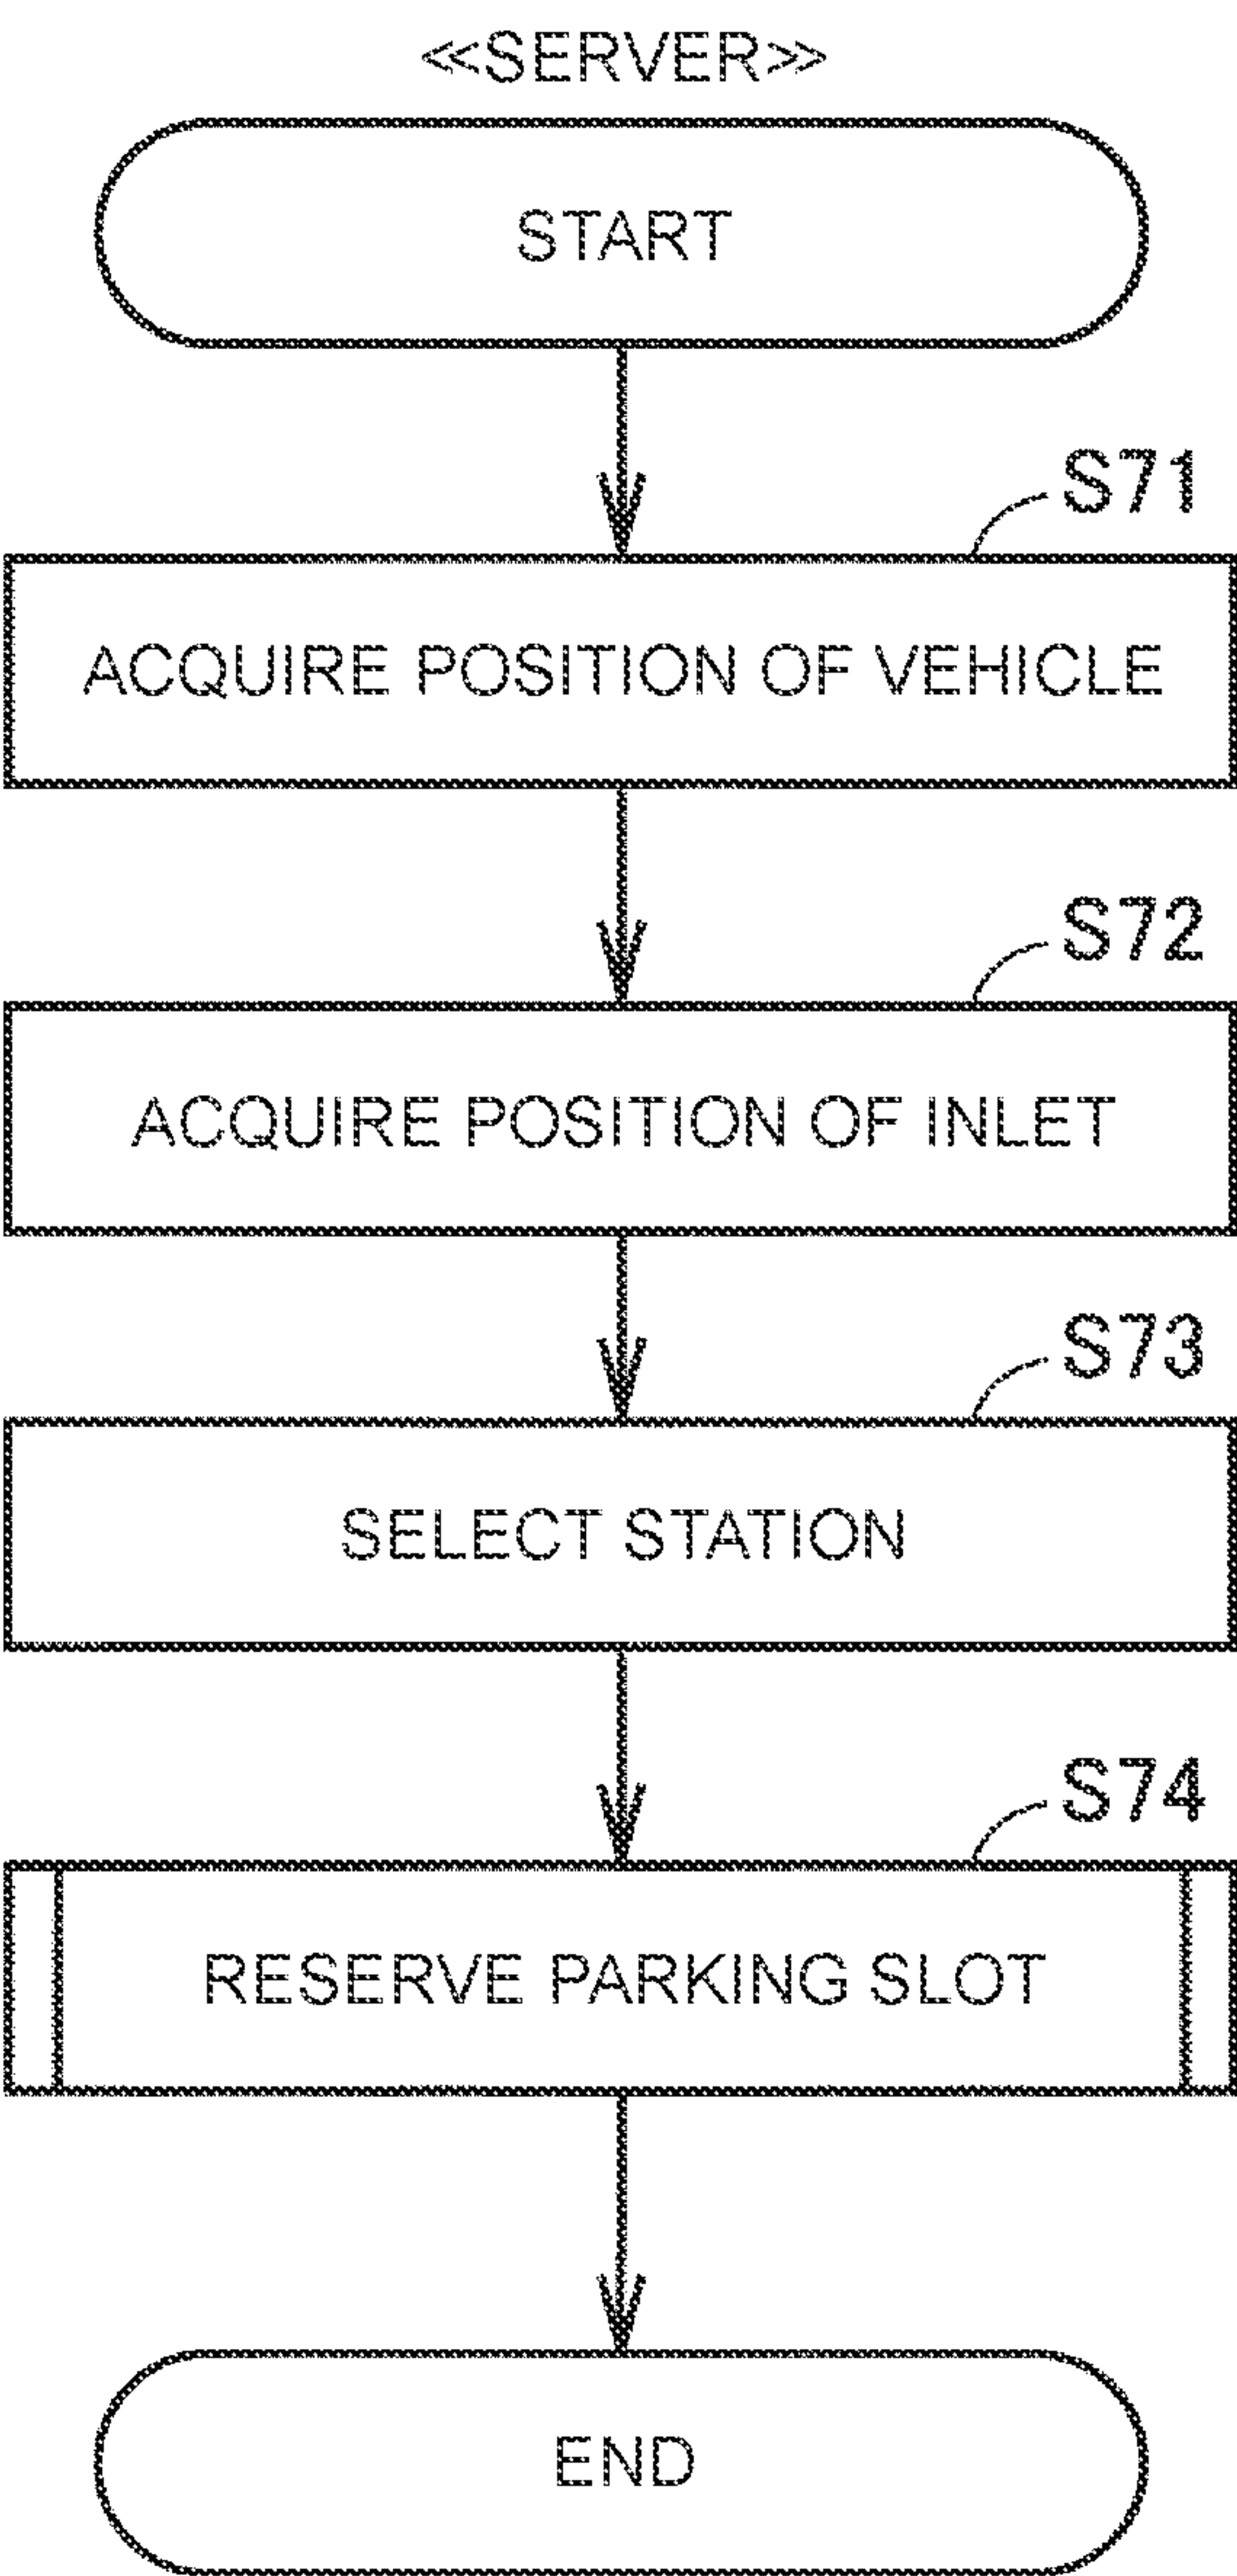 ≪SERVER≫
START
S71
ACQUIRE POSITION OF VEHICLE
S72
ACQUIRE POSITION OF INLET
S73
SELECT STATION
S74
RESERVE PARKING SLOT
END